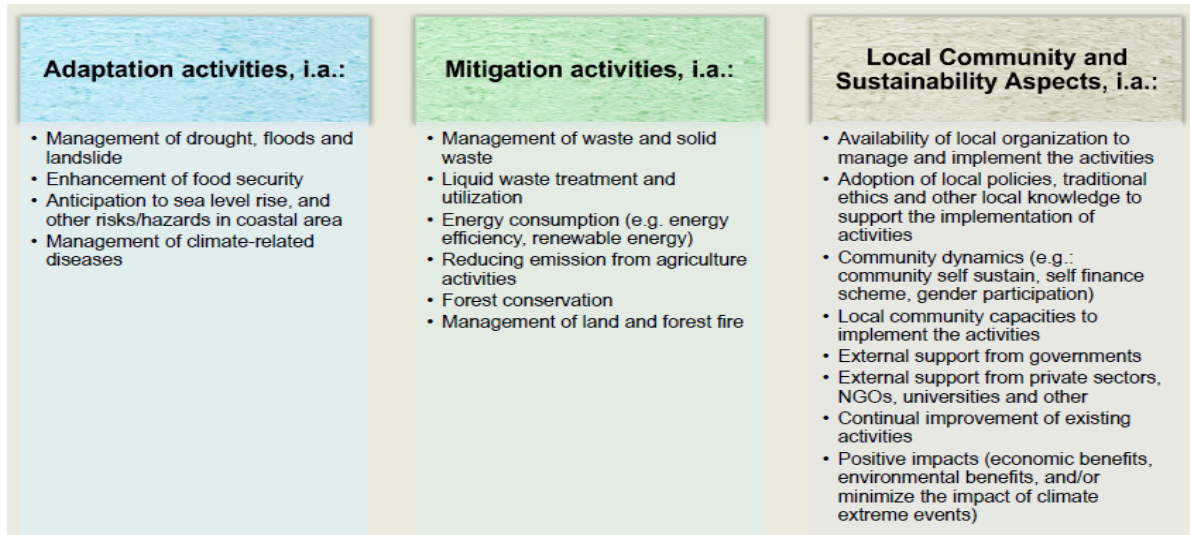 Adaptation activities, i.a.:
• Management of drought, floods and
landslide
• Enhancement of food security
• Anticipation to sea level rise, and
other risks/hazards in coastal area
• Management of climate-related
diseases
Mitigation activities, i.a.:
• Management of waste and solid
waste
• Liquid waste treatment and
utilization
• Energy consumption (e.g. energy
efficiency, renewable energy)
• Reducing emission from agriculture
activities
• Forest conservation
• Management of land and forest fire
Local Community and
Sustainability Aspects, i.a.:
• Availability of local organization to
manage and implement the activities
• Adoption of local policies, traditional
ethics and other local knowledge to
support the implementation of
activities
• Community dynamics (e.g.:
community self sustain, self finance
scheme, gender participation)
• Local community capacities to
implement the activities
• External support from governments
• External support from private sectors,
NGOs, universities and other
• Continual improvement of existing
activities
• Positive impacts (economic benefits,
environmental benefits, and/or
minimize the impact of climate
extreme events)